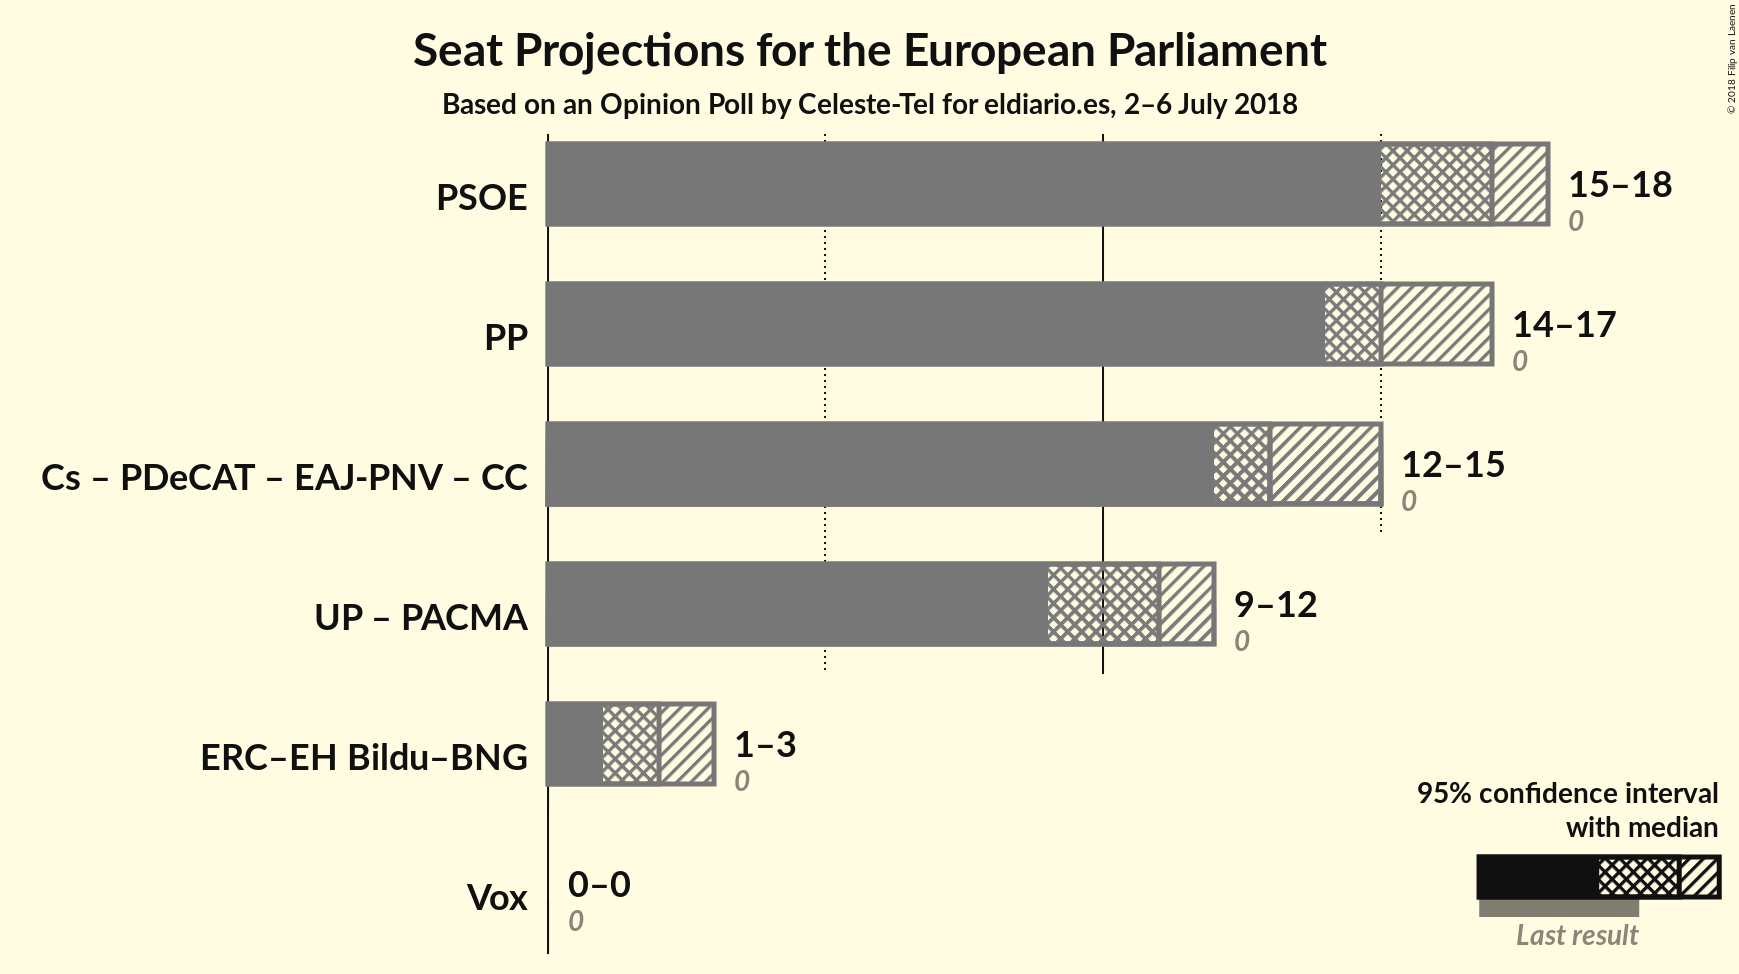 Seat Projections for the European Parliament
Based on an Opinion Poll by Celeste-Tel for eldiario.es, 2–6 July 2018
© 2018 Filip van Laenen
PSOE
15–18
0
PP
14–17
0
Cs – PDeCAT – EAJ-PNV – CC
12–15
0
UP – PACMA
9–12
0
ERC–EH Bildu–BNG
1–3
0
Vox
0–0
0
95% confidence interval
with median
Last result